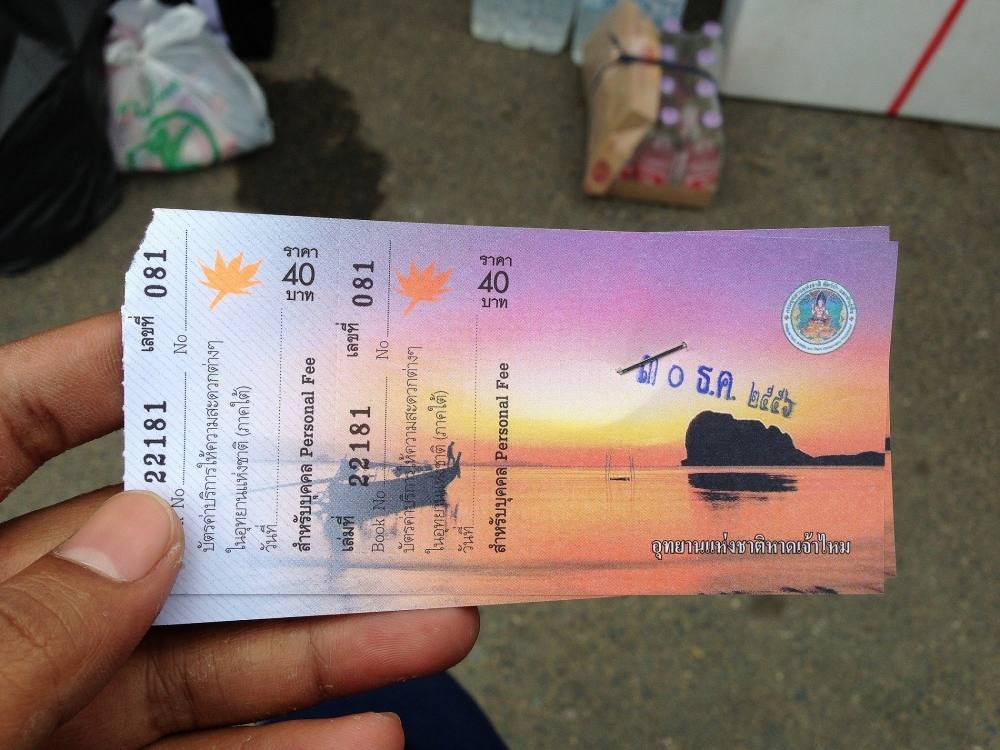 เลขที่ 081
No
22181
No
บัตรค่าบริการให้ความสะดวกต่างๆ
ในอุทยานแห่งชาติ (ภาคใต้)
วันที่
สำหรับบุคคล Personal Fee
ราคา
40
บาท
เลขที่ 081
No
เล่มที่ 22181
Book No
บัตรค่าบริการให้ความสะดวกต่างๆ
ในอุทยานแห่งชาติ (ภาคใต้)
วันที่
สำหรับบุคคล Personal Fee
ราคา
40
บาท
๓๐ ธ.ค. ๒๕๕๖
อุทยานแห่งชาติหาดเจ้าไหม